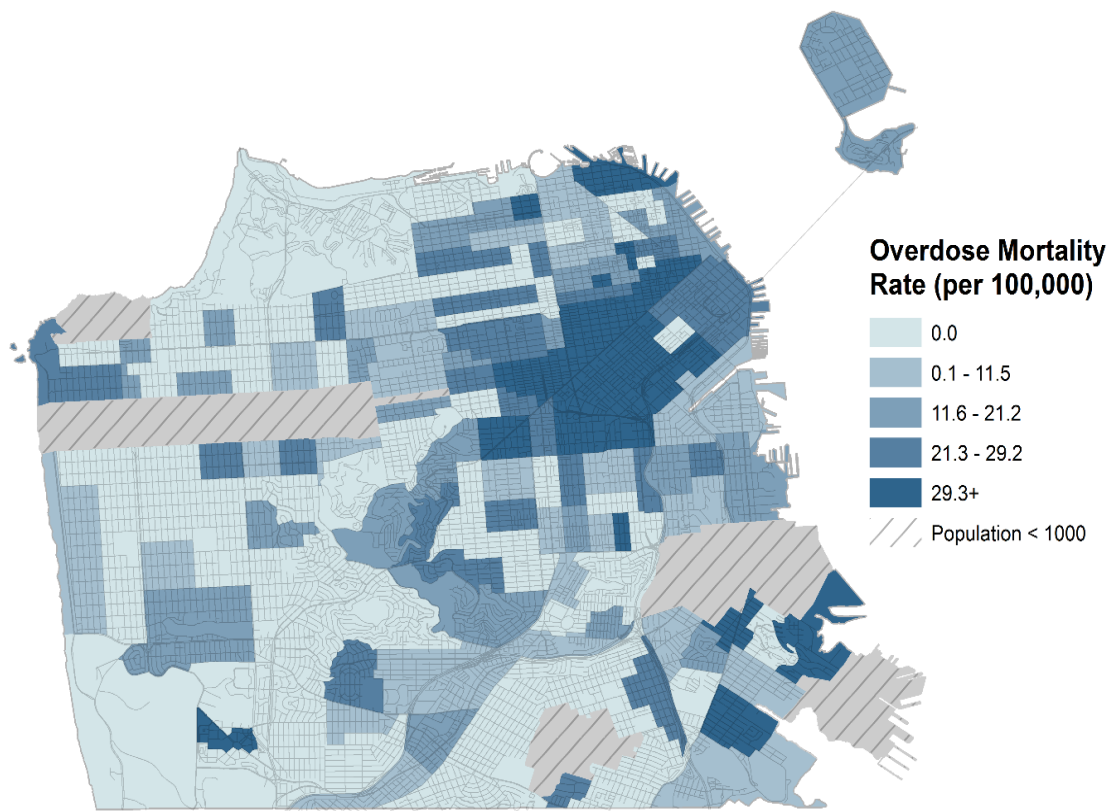 Overdose Mortality
Rate (per 100,000)
0.0
0.1 - 11.5
11.6 - 21.2
21.3 - 29.2
29.3+
Population < 1000